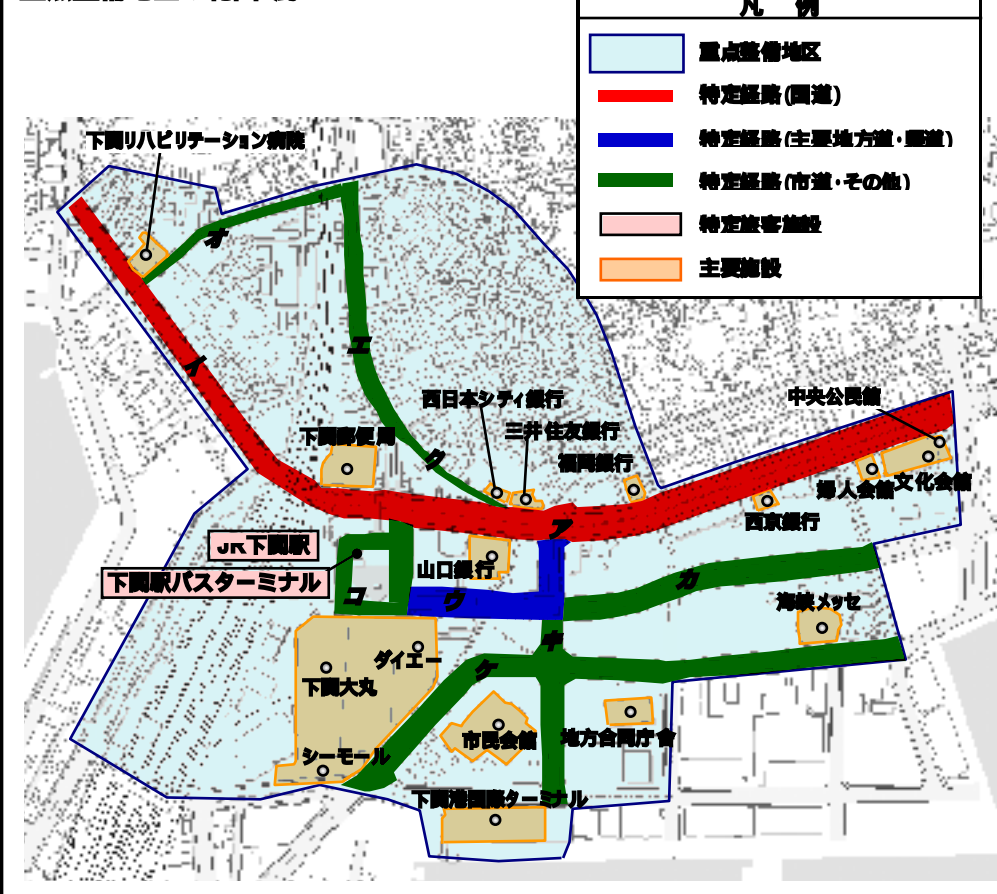 凡 例
重点整備地区
特定経路(国道)
特定経路(主要地方道・県道)
特定経路(市道・その他)
特定旅客施設
主要施設
下関リハビリテーション病院
オ
イ
エ
西日本シティ銀行
中央公民館
三井住友銀行
下関郵便局
ク
福岡銀行
婦人会館
文化会館
西京銀行
ア
JR下関駅
山口銀行
下関駅バスターミナル
カ
コ
ウ
海峡メッセ
キ
ダイエー
ケ
下関大丸
市民会館
地方合同庁舎
シーモール
下関港国際ターミナル